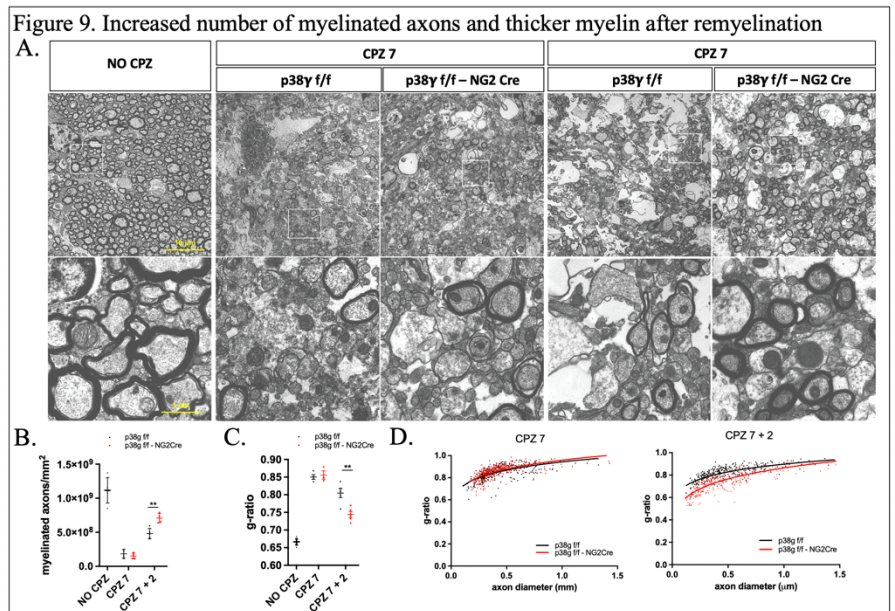 Figure 9. Increased number of myelinated axons and thicker myelin after remyelination
A.
NO CPZ
CPZ 7
CPZ 7
p38γ f/f
p38γ f/f – NG2 Cre
p38γ f/f
p38γ f/f – NG2 Cre
10 μm
B.
p38g f/f
p38g f/f - NG2Cre
myelinated axons/mm²
1.5×10⁹
1.0×10⁹
5.0×10⁸
0.0
**
NO CPZ
CPZ 7
CPZ 7 + 2
C.
p38g f/f
p38g f/f - NG2Cre
g-ratio
0.90
0.85
0.80
0.75
0.70
0.65
0.60
**
NO CPZ
CPZ 7
CPZ 7 + 2
D.
CPZ 7
g-ratio
1.0
0.8
0.6
0.4
0.2
0.0
0.0 0.5 1.0 1.5
axon diameter (mm)
p38g f/f
p38g f/f - NG2Cre
CPZ 7 + 2
g-ratio
1.0
0.8
0.6
0.4
0.2
0.0
0.0 0.5 1.0 1.5
axon diameter (μm)
p38g f/f
p38g f/f - NG2Cre